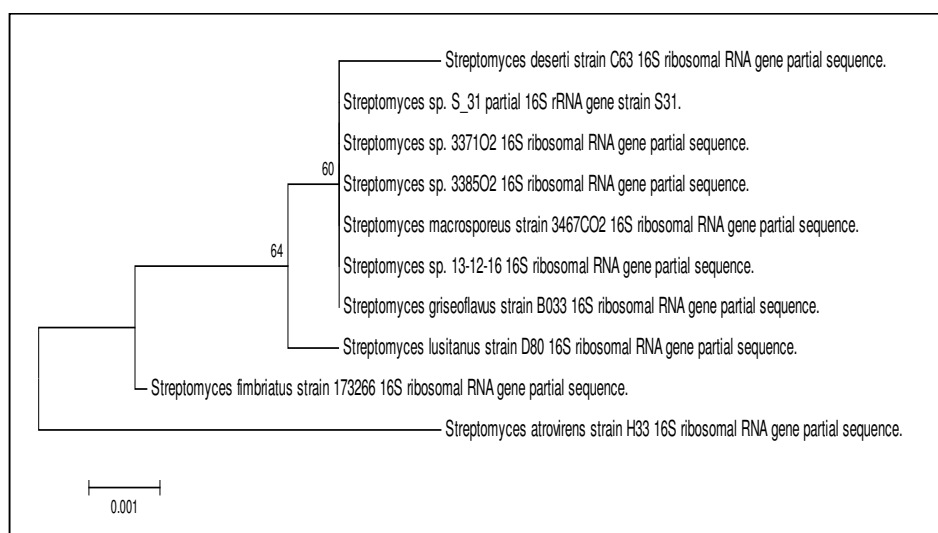 Streptomyces deserti strain C63 16S ribosomal RNA gene partial sequence.
Streptomyces sp. S_31 partial 16S rRNA gene strain S31.
Streptomyces sp. 3371O2 16S ribosomal RNA gene partial sequence.
60
Streptomyces sp. 3385O2 16S ribosomal RNA gene partial sequence.
Streptomyces macrosporeus strain 3467CO2 16S ribosomal RNA gene partial sequence.
64
Streptomyces sp. 13-12-16 16S ribosomal RNA gene partial sequence.
Streptomyces griseoflavus strain B033 16S ribosomal RNA gene partial sequence.
Streptomyces lusitanus strain D80 16S ribosomal RNA gene partial sequence.
Streptomyces fimbriatus strain 173266 16S ribosomal RNA gene partial sequence.
Streptomyces atrovirens strain H33 16S ribosomal RNA gene partial sequence.
0.001